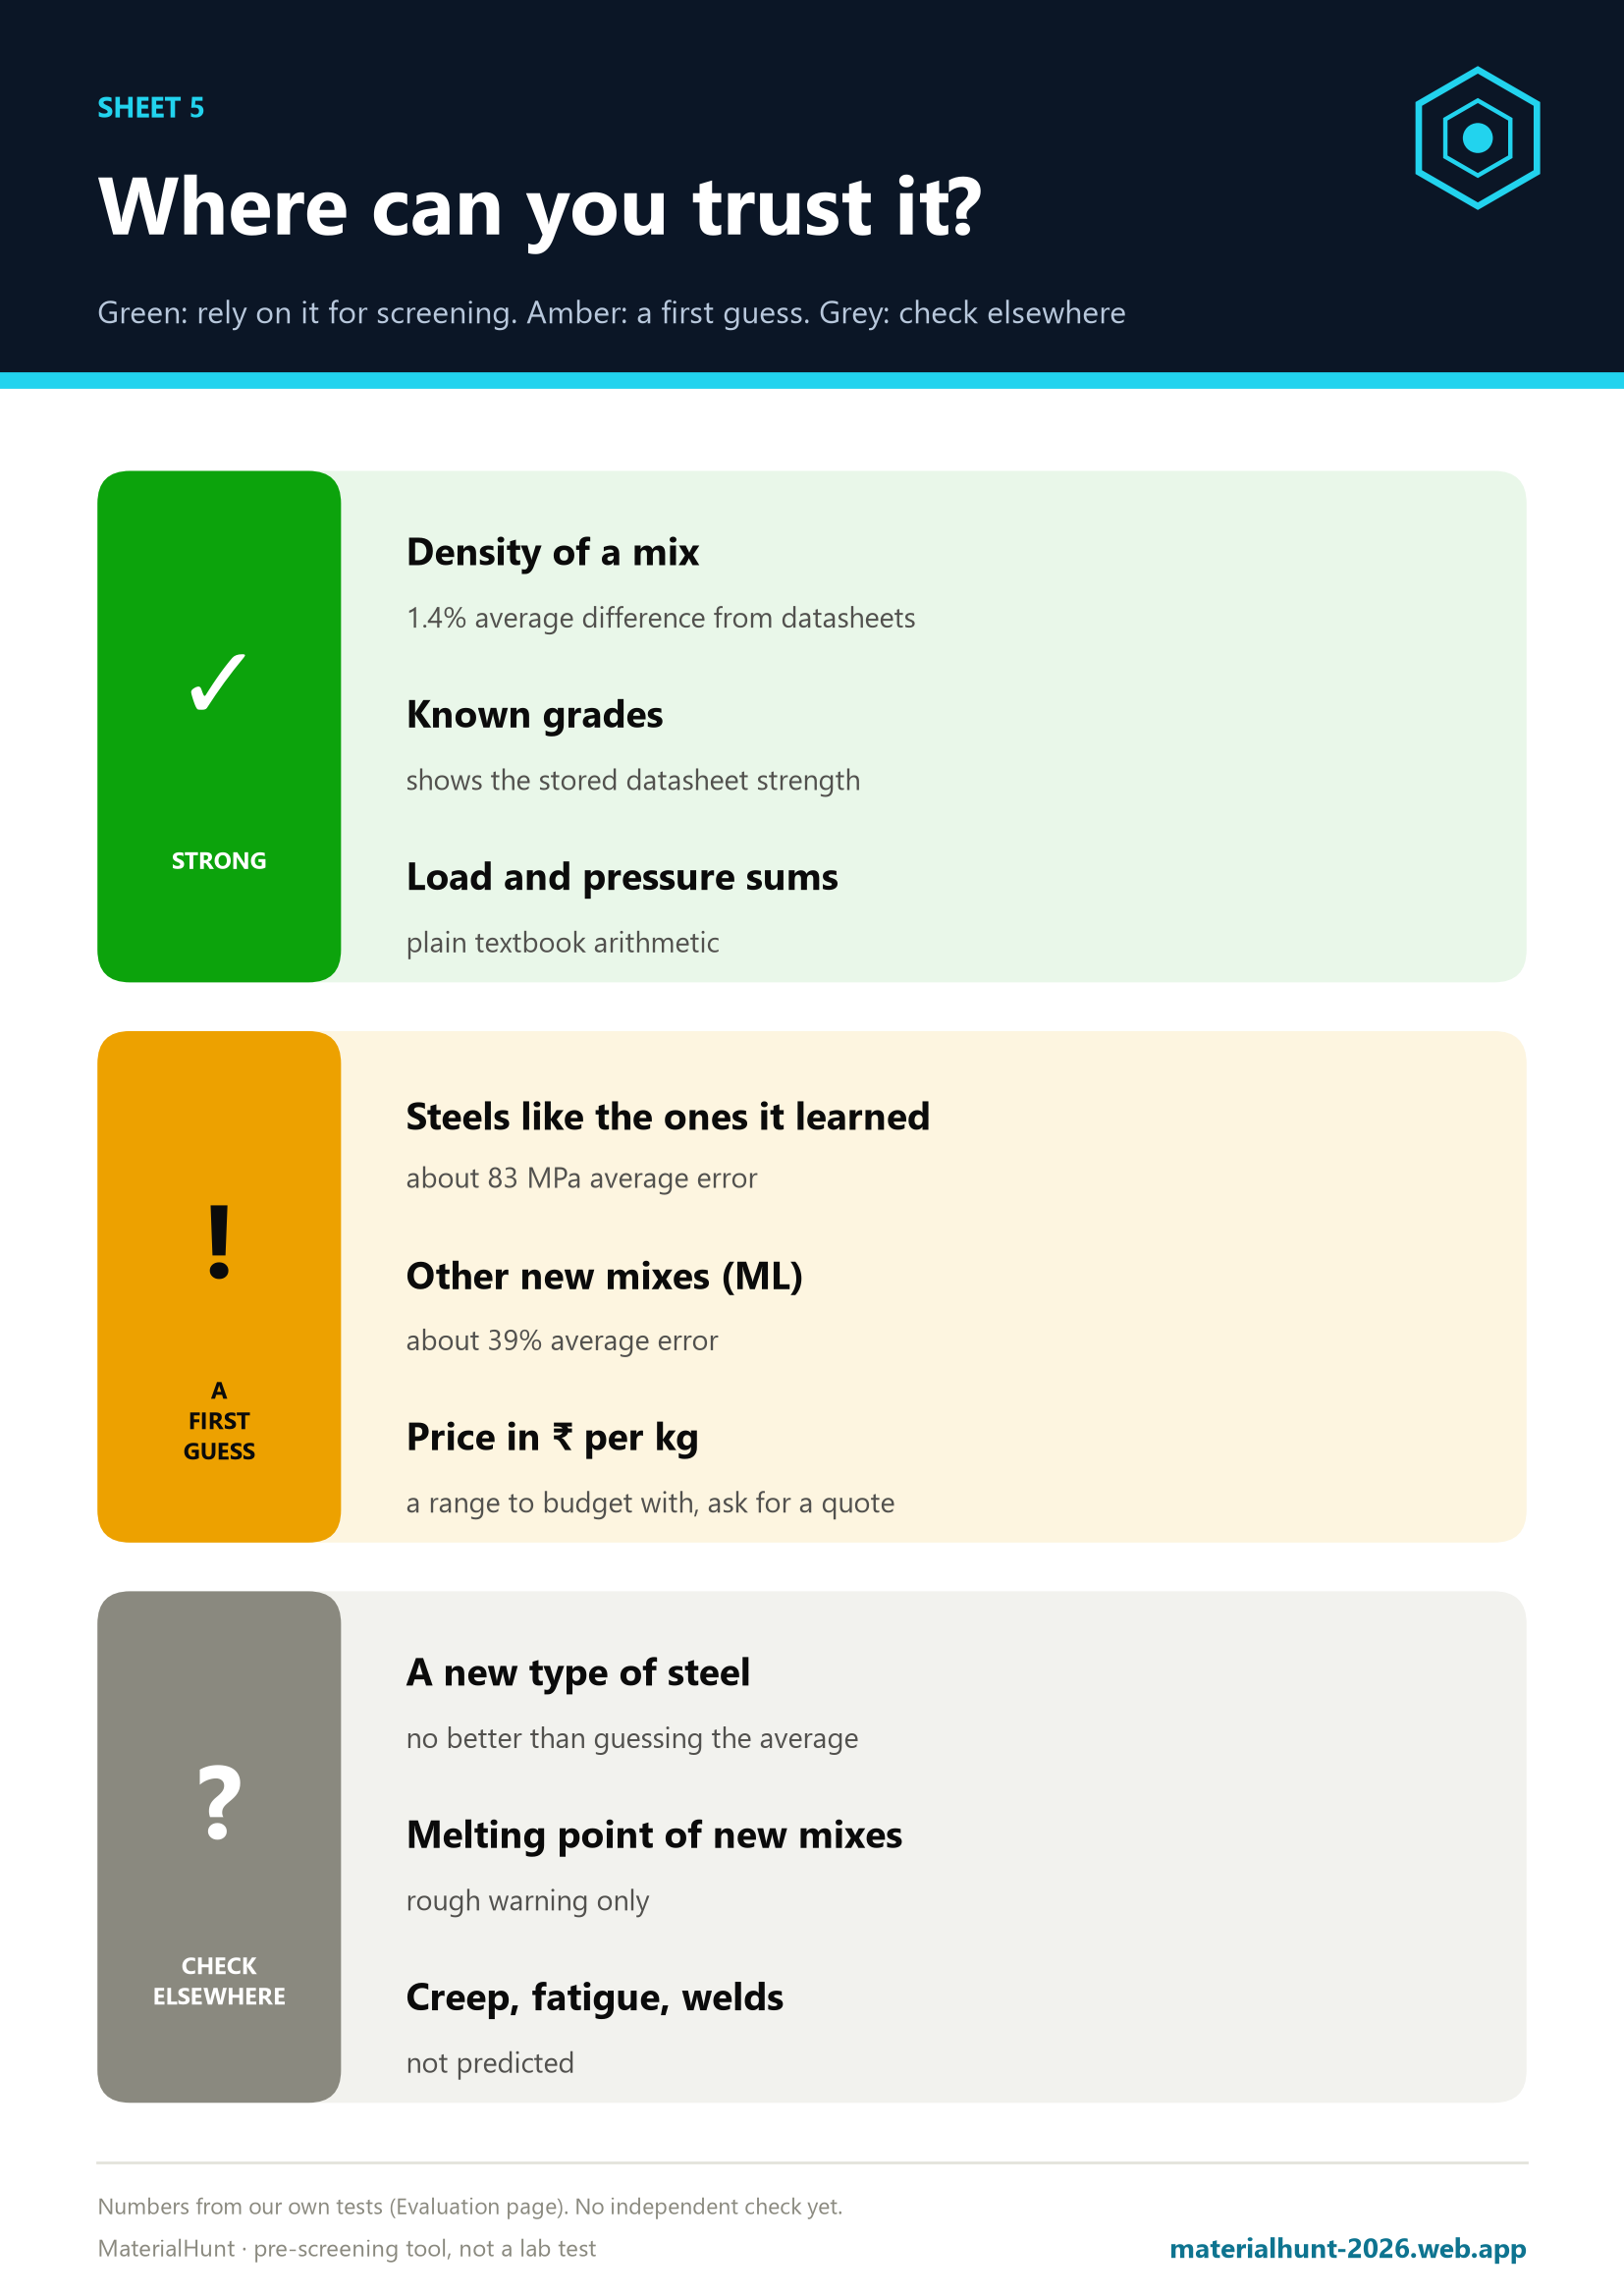 SHEET 5
Where can you trust it?
Green: rely on it for screening. Amber: a first guess. Grey: check elsewhere
✓
STRONG
Density of a mix
1.4% average difference from datasheets
Known grades
shows the stored datasheet strength
Load and pressure sums
plain textbook arithmetic
!
A
FIRST
GUESS
Steels like the ones it learned
about 83 MPa average error
Other new mixes (ML)
about 39% average error
Price in ₹ per kg
a range to budget with, ask for a quote
?
CHECK
ELSEWHERE
A new type of steel
no better than guessing the average
Melting point of new mixes
rough warning only
Creep, fatigue, welds
not predicted
Numbers from our own tests (Evaluation page). No independent check yet.
MaterialHunt · pre-screening tool, not a lab test
materialhunt-2026.web.app